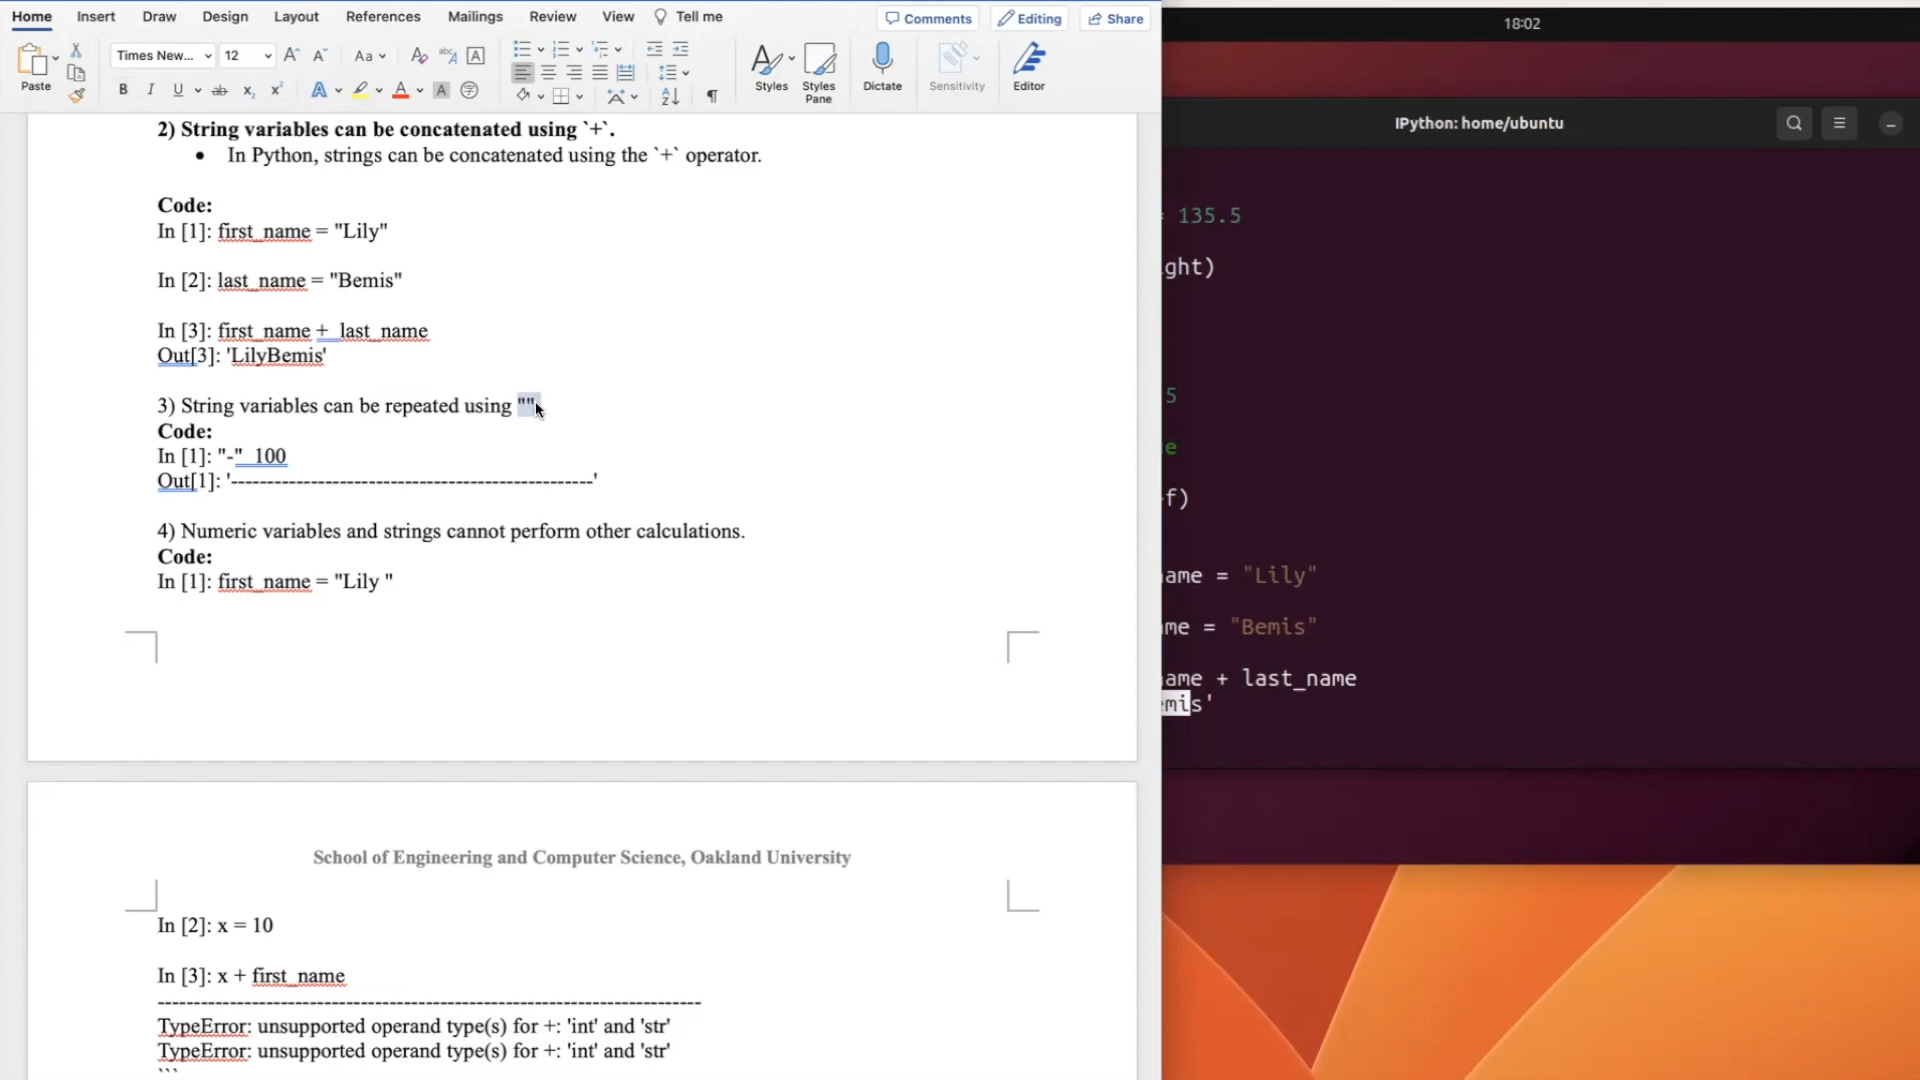 Home Insert Draw Design Layout References Mailings Review View Tell me Comments Editing Share
Paste Times New... 12 Aa Styles Styles Pane Dictate Sensitivity Editor
2) String variables can be concatenated using `+`.
• In Python, strings can be concatenated using the `+` operator.
Code:
In [1]: first_name = "Lily"
In [2]: last_name = "Bemis"
In [3]: first_name + last_name
Out[3]: 'LilyBemis'
3) String variables can be repeated using ""
Code:
In [1]: "-" 100
Out[1]: '--------------------------------------------------'
4) Numeric variables and strings cannot perform other calculations.
Code:
In [1]: first_name = "Lily "
School of Engineering and Computer Science, Oakland University
In [2]: x = 10
In [3]: x + first_name
---------------------------------------------------------------------------
TypeError: unsupported operand type(s) for +: 'int' and 'str'
TypeError: unsupported operand type(s) for +: 'int' and 'str'
```
18:02
IPython: home/ubuntu
= 135.5
ght)
5
e
f)
ame = "Lily"
me = "Bemis"
ame + last_name
emis'